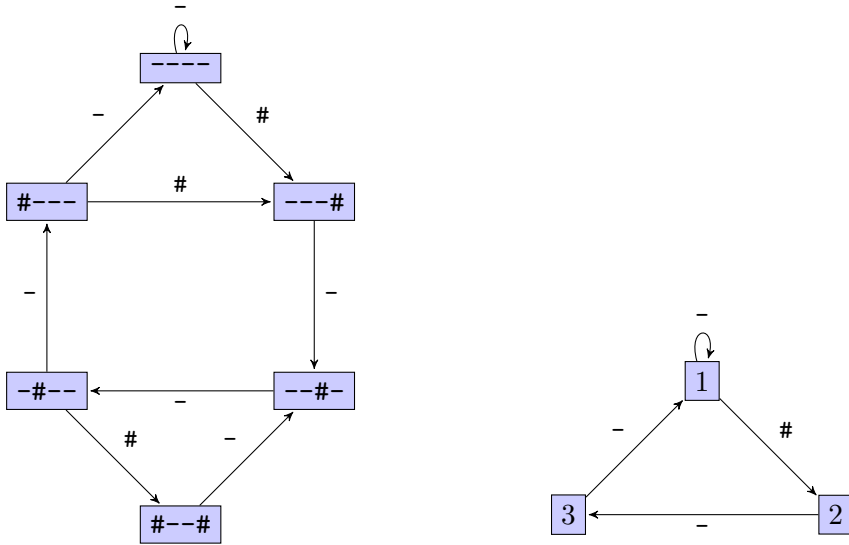 -
----
- #
#--- # ---#
- -
-
-#-- - --#-
1
# - - #
3 - 2
#--#